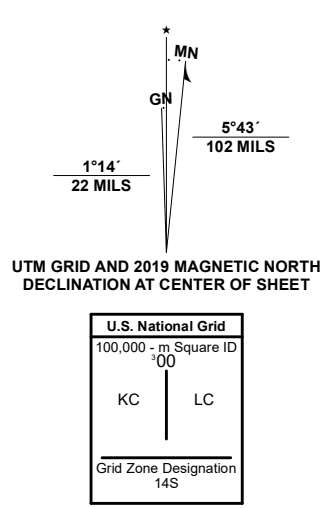 ★
MN
GN
5°43´
102 MILS
1°14´
22 MILS
UTM GRID AND 2019 MAGNETIC NORTH
DECLINATION AT CENTER OF SHEET
U.S. National Grid
100,000 - m Square ID
³00
KC LC
Grid Zone Designation
14S